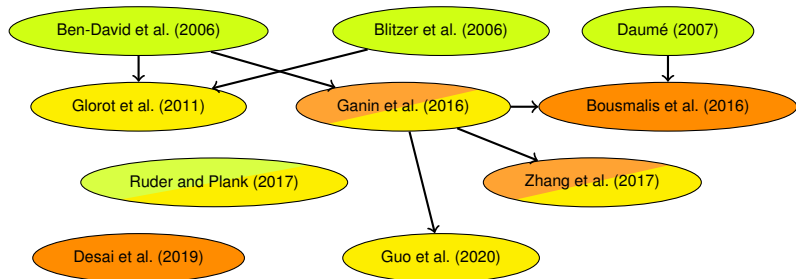 Ben-David et al. (2006)
Blitzer et al. (2006)
Daumé (2007)
Glorot et al. (2011)
Ganin et al. (2016)
Bousmalis et al. (2016)
Ruder and Plank (2017)
Zhang et al. (2017)
Desai et al. (2019)
Guo et al. (2020)